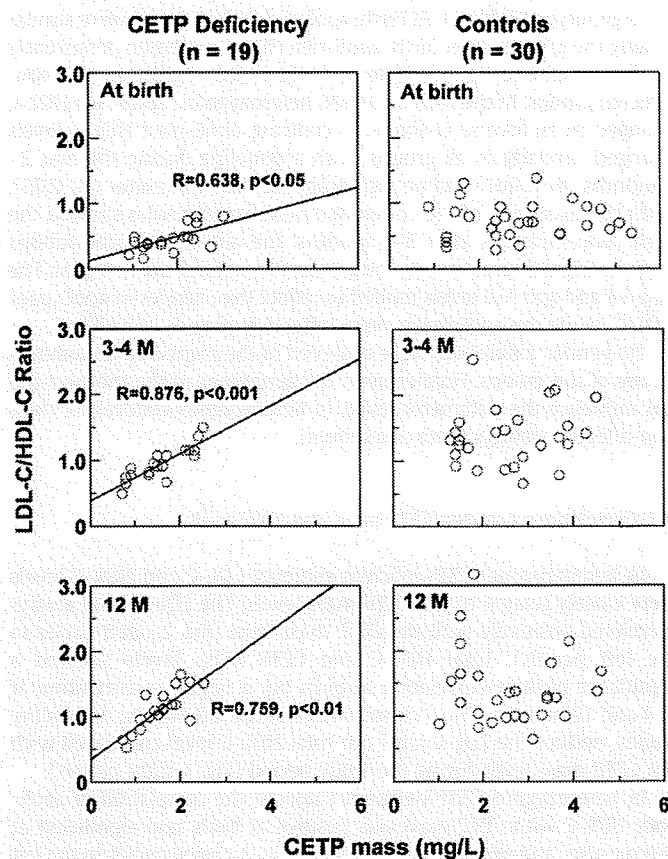 CETP Deficiency
(n = 19)
Controls
(n = 30)
3.0
At birth
At birth
2.0
R=0.638, p<0.05
1.0
0.0
3.0
3-4 M
3-4 M
2.0
R=0.876, p<0.001
1.0
0.0
3.0
12 M
12 M
2.0
R=0.759, p<0.01
1.0
0.0
0 2 4 6 0 2 4 6
LDL-C/HDL-C Ratio
CETP mass (mg/L)